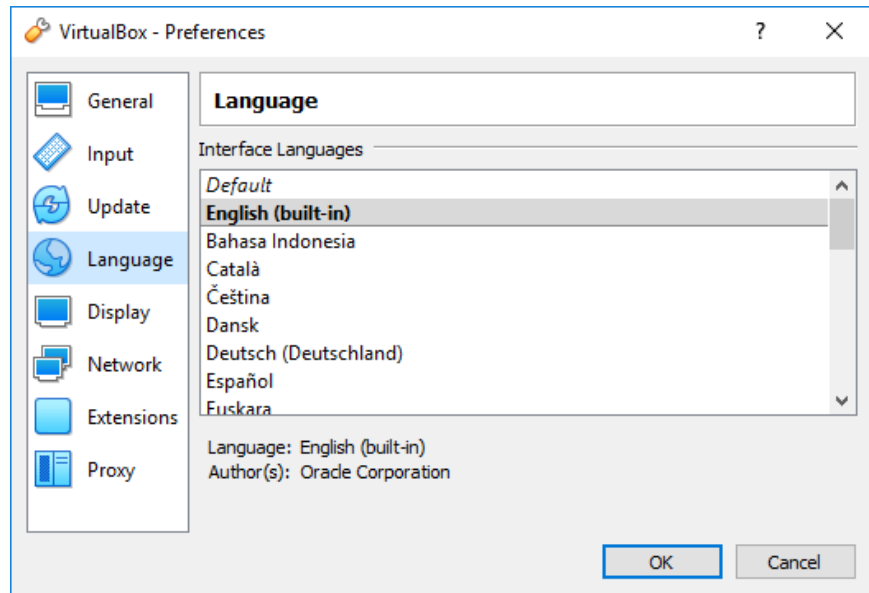 VirtualBox - Preferences
?
General
Input
Update
Language
Display
Network
Extensions
Proxy
Language
Interface Languages
Default
English (built-in)
Bahasa Indonesia
Català
Čeština
Dansk
Deutsch (Deutschland)
Español
Euskara
Language: English (built-in)
Author(s): Oracle Corporation
OK
Cancel